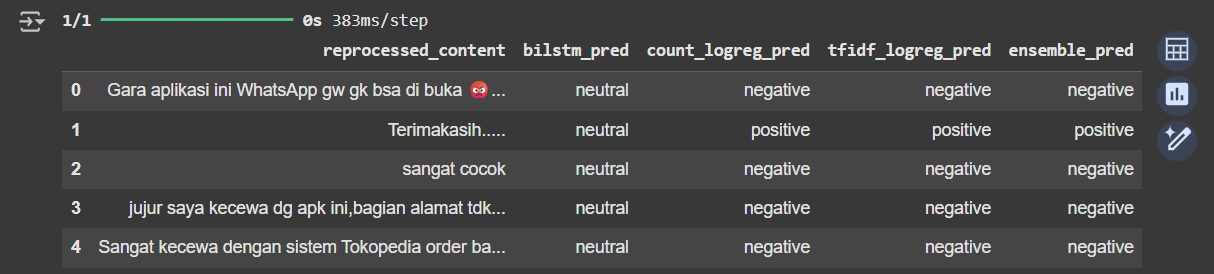 1/1 ━━━━━━━━━━━━━━━━━━━━ 0s 383ms/step
reprocessed_content bilstm_pred count_logreg_pred tfidf_logreg_pred ensemble_pred
0 Gara aplikasi ini WhatsApp gw gk bsa di buka 😡... neutral negative negative negative
1 Terimakasih..... neutral positive positive positive
2 sangat cocok neutral negative negative negative
3 jujur saya kecewa dg apk ini,bagian alamat tdk... neutral negative negative negative
4 Sangat kecewa dengan sistem Tokopedia order ba... neutral negative negative negative